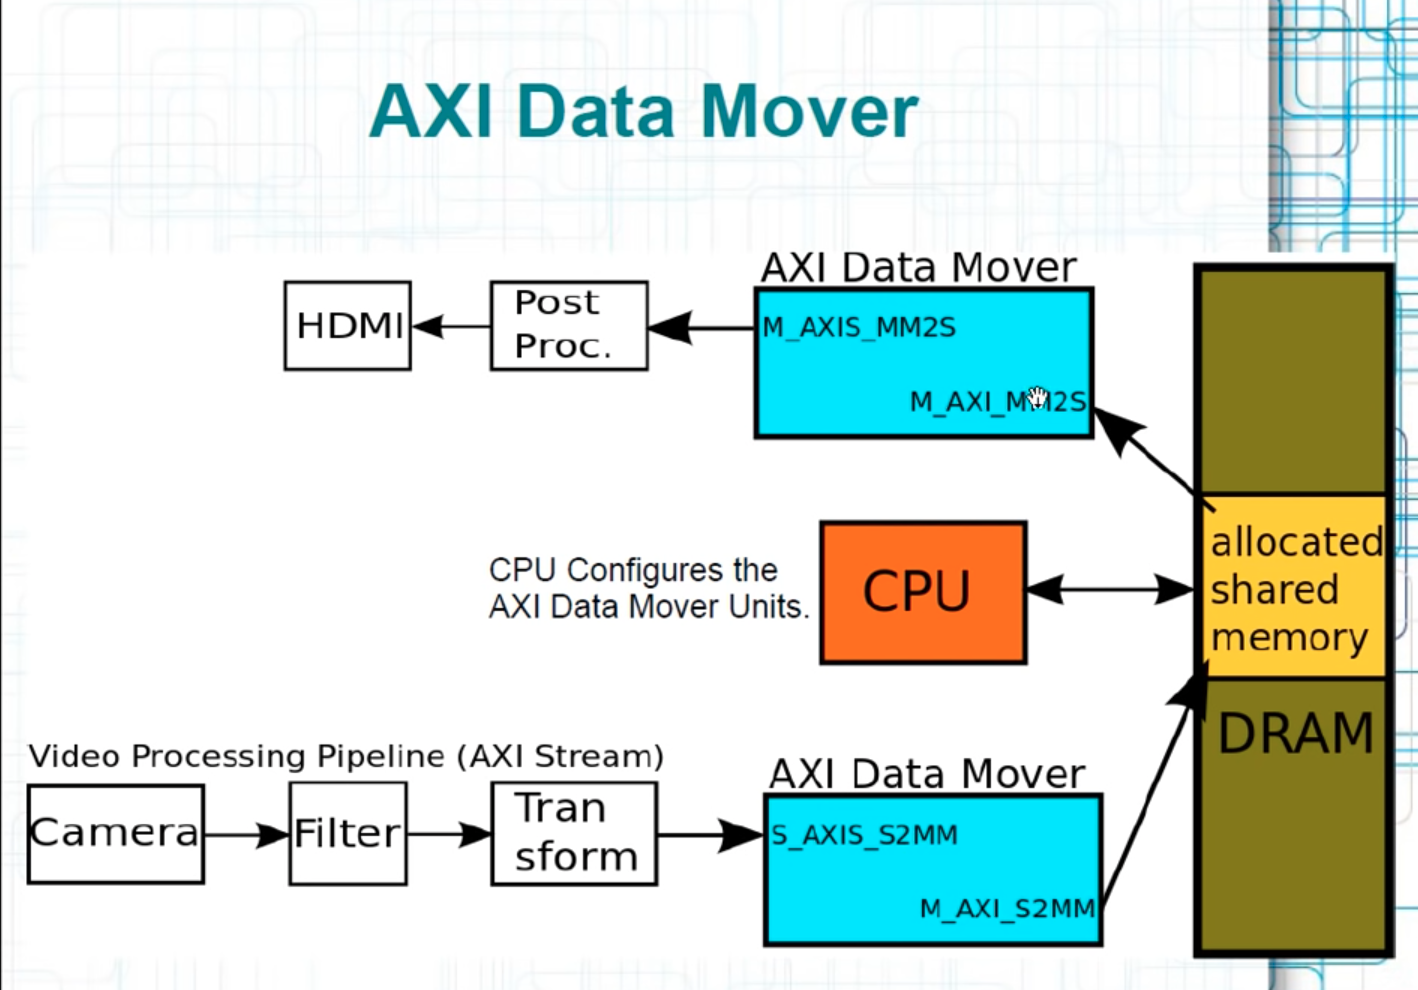 AXI Data Mover
AXI Data Mover
HDMI
Post
Proc.
M_AXIS_MM2S
M_AXI_MM2S
allocated
shared
memory
CPU Configures the
AXI Data Mover Units.
CPU
DRAM
Video Processing Pipeline (AXI Stream)
AXI Data Mover
Camera
Filter
Tran
sform
S_AXIS_S2MM
M_AXI_S2MM